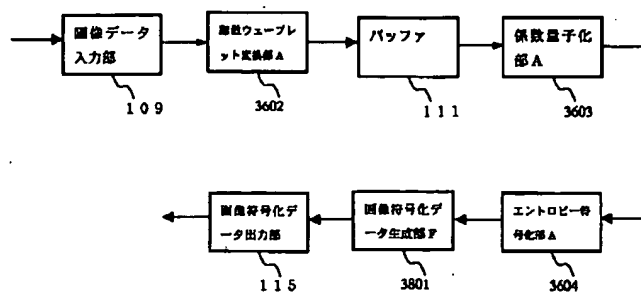 画像データ
入力部
離散ウェーブレ
ット変換部A
バッファ
係数量子化
部A
109
3602
111
3603
画像符号化デ
ータ出力部
画像符号化デ
ータ生成部F
エントロピー符
号化部A
115
3801
3604